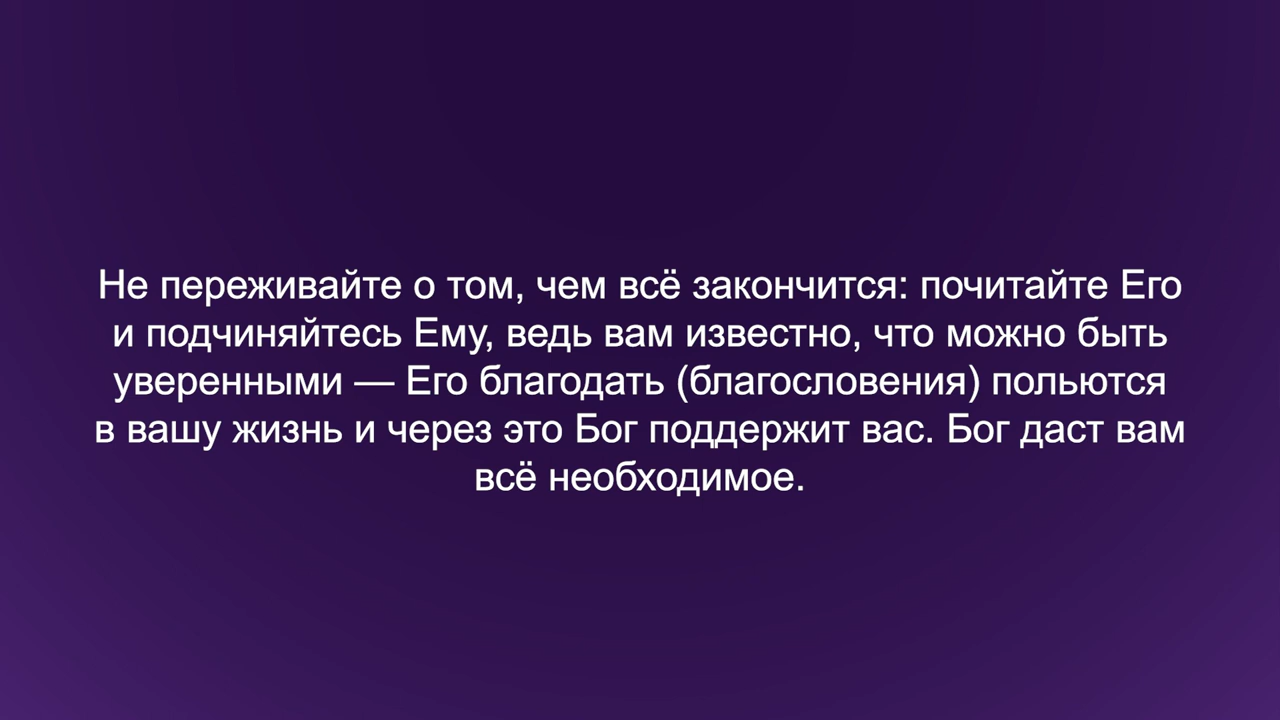 Не переживайте о том, чем всё закончится: почитайте Его
и подчиняйтесь Ему, ведь вам известно, что можно быть
уверенными — Его благодать (благословения) польются
в вашу жизнь и через это Бог поддержит вас. Бог даст вам
всё необходимое.